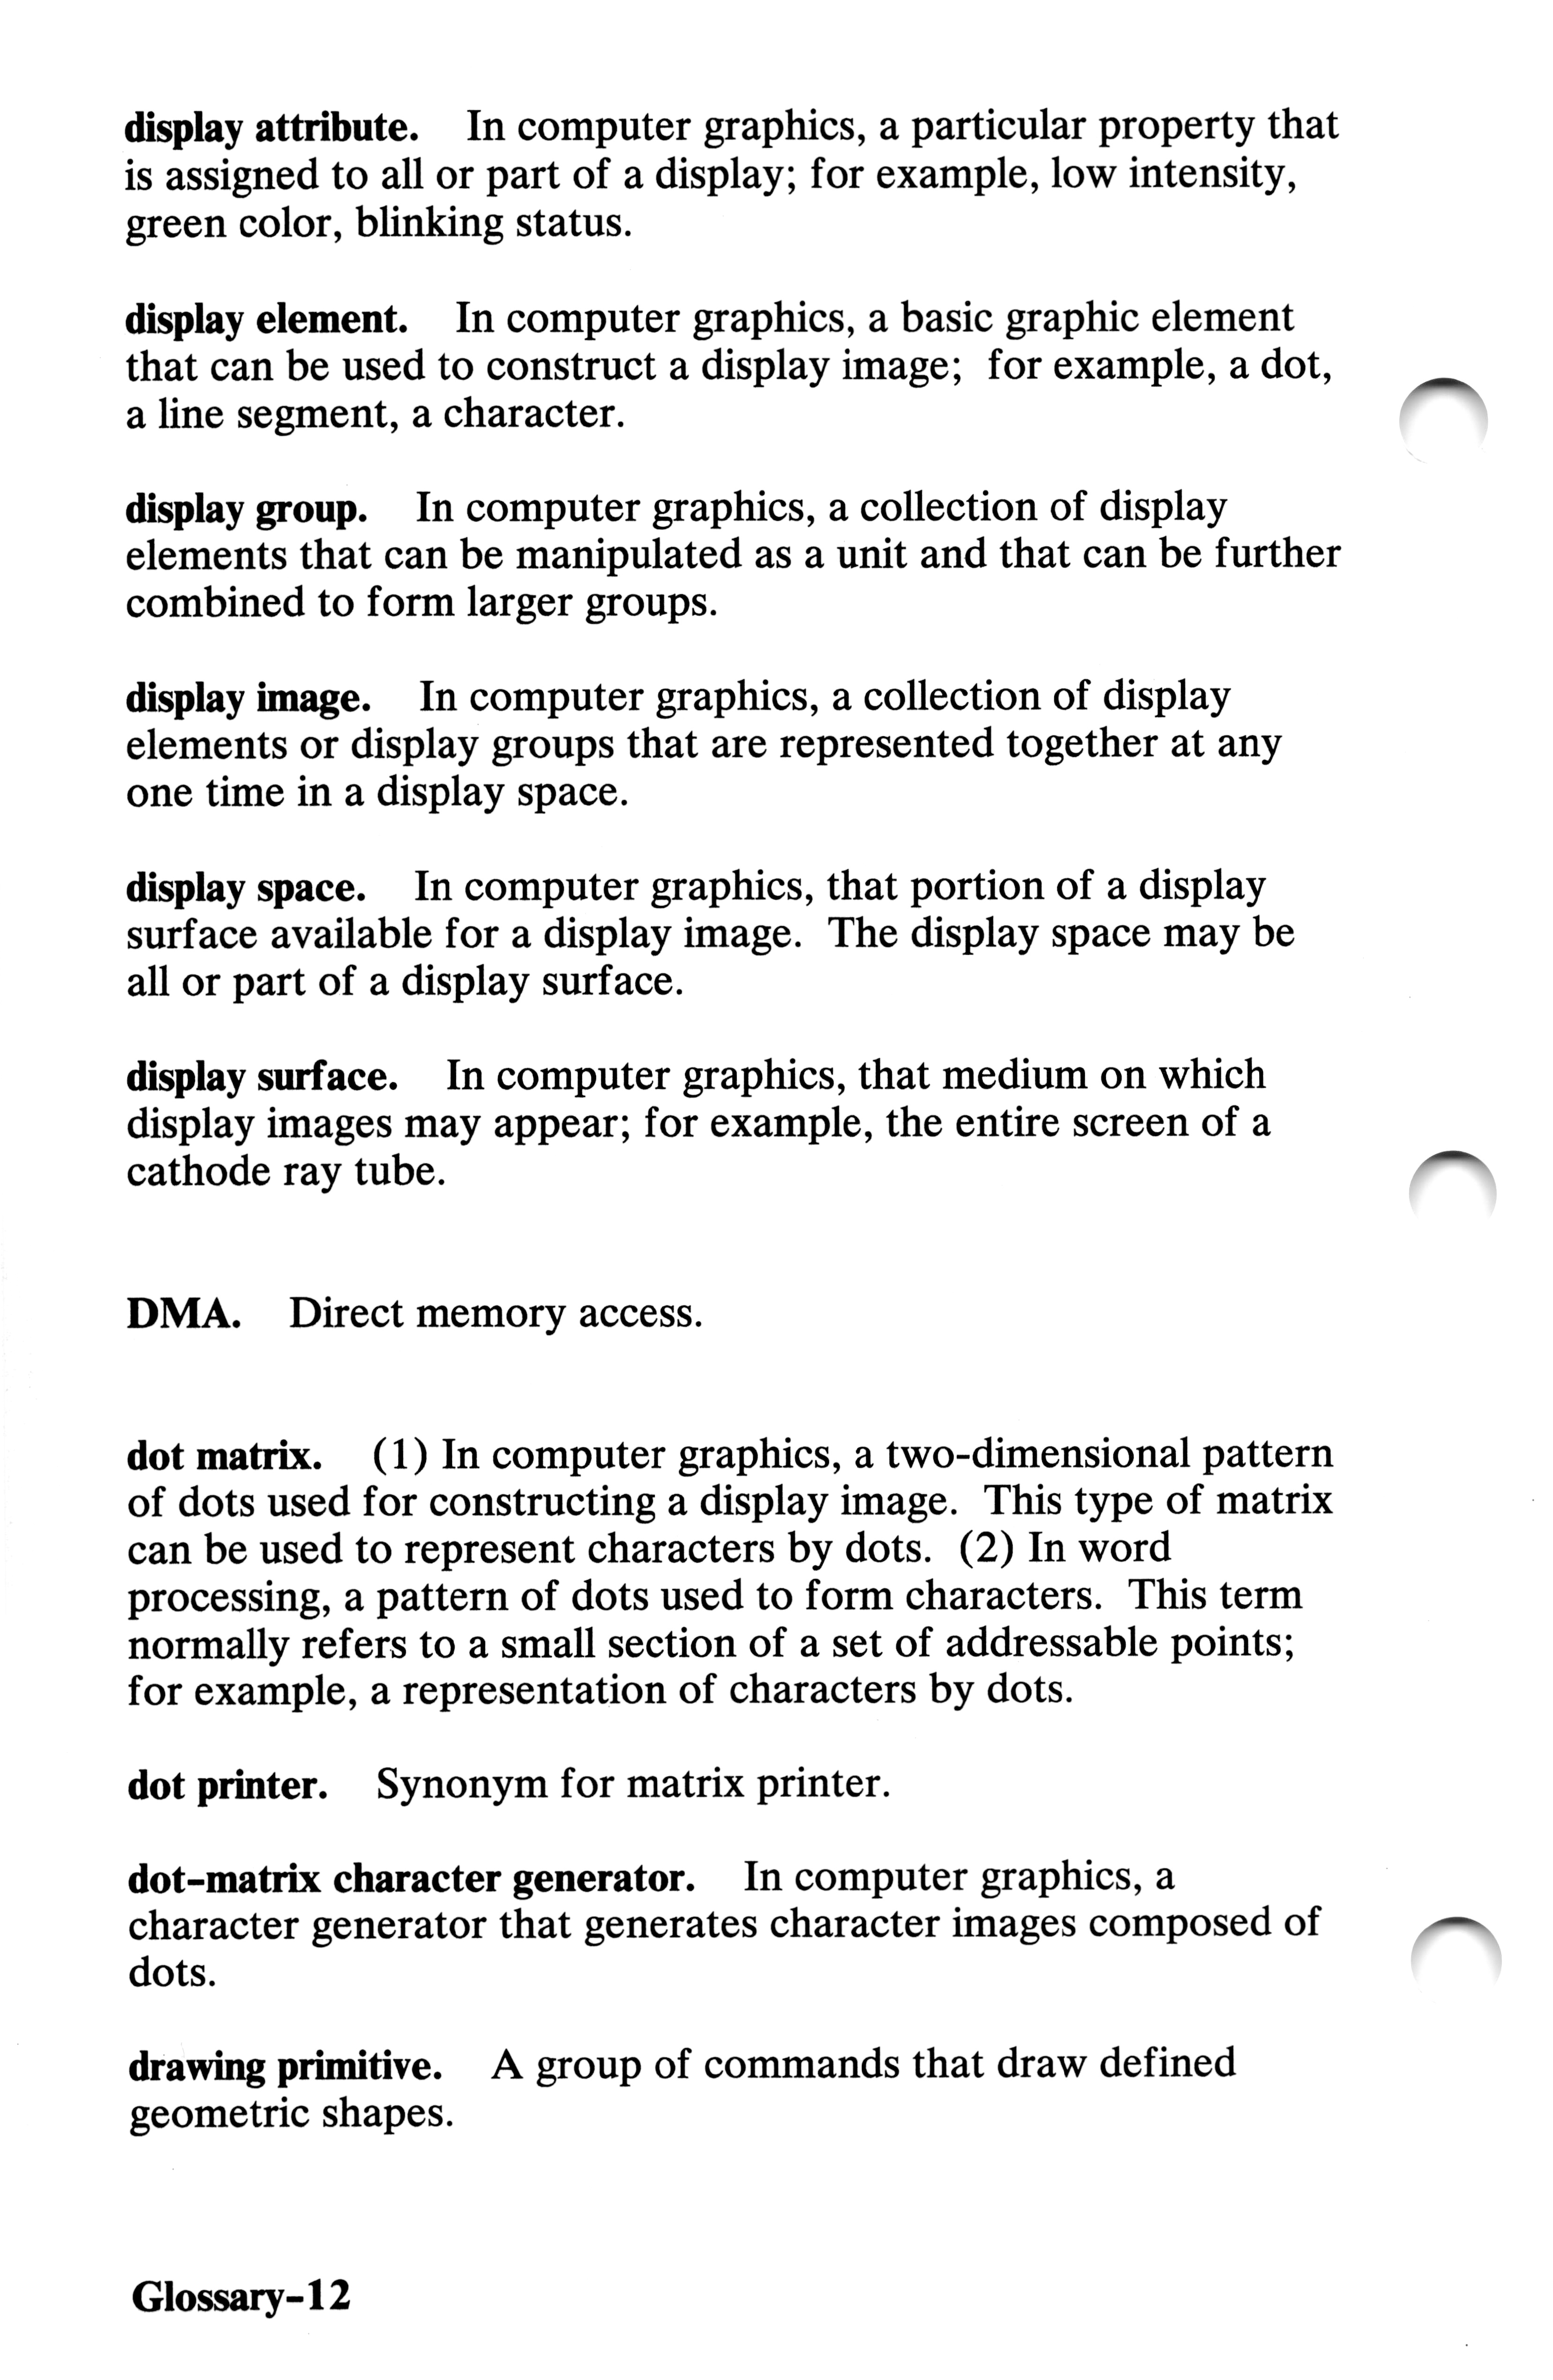 display attribute. In computer graphics, a particular property that
is assigned to all or part of a display; for example, low intensity,
green color, blinking status.
display element. In computer graphics, a basic graphic element
that can be used to construct a display image; for example, a dot,
a line segment, a character.
display group. In computer graphics, a collection of display
elements that can be manipulated as a unit and that can be further
combined to form larger groups.
display image. In computer graphics, a collection of display
elements or display groups that are represented together at any
one time in a display space.
display space. In computer graphics, that portion of a display
surface available for a display image. The display space may be
all or part of a display surface.
display surface. In computer graphics, that medium on which
display images may appear; for example, the entire screen of a
cathode ray tube.
DMA. Direct memory access.
dot matrix. (1) In computer graphics, a two-dimensional pattern
of dots used for constructing a display image. This type of matrix
can be used to represent characters by dots. (2) In word
processing, a pattern of dots used to form characters. This term
normally refers to a small section of a set of addressable points;
for example, a representation of characters by dots.
dot printer. Synonym for matrix printer.
dot-matrix character generator. In computer graphics, a
character generator that generates character images composed of
dots.
drawing primitive. A group of commands that draw defined
geometric shapes.
Glossary-12